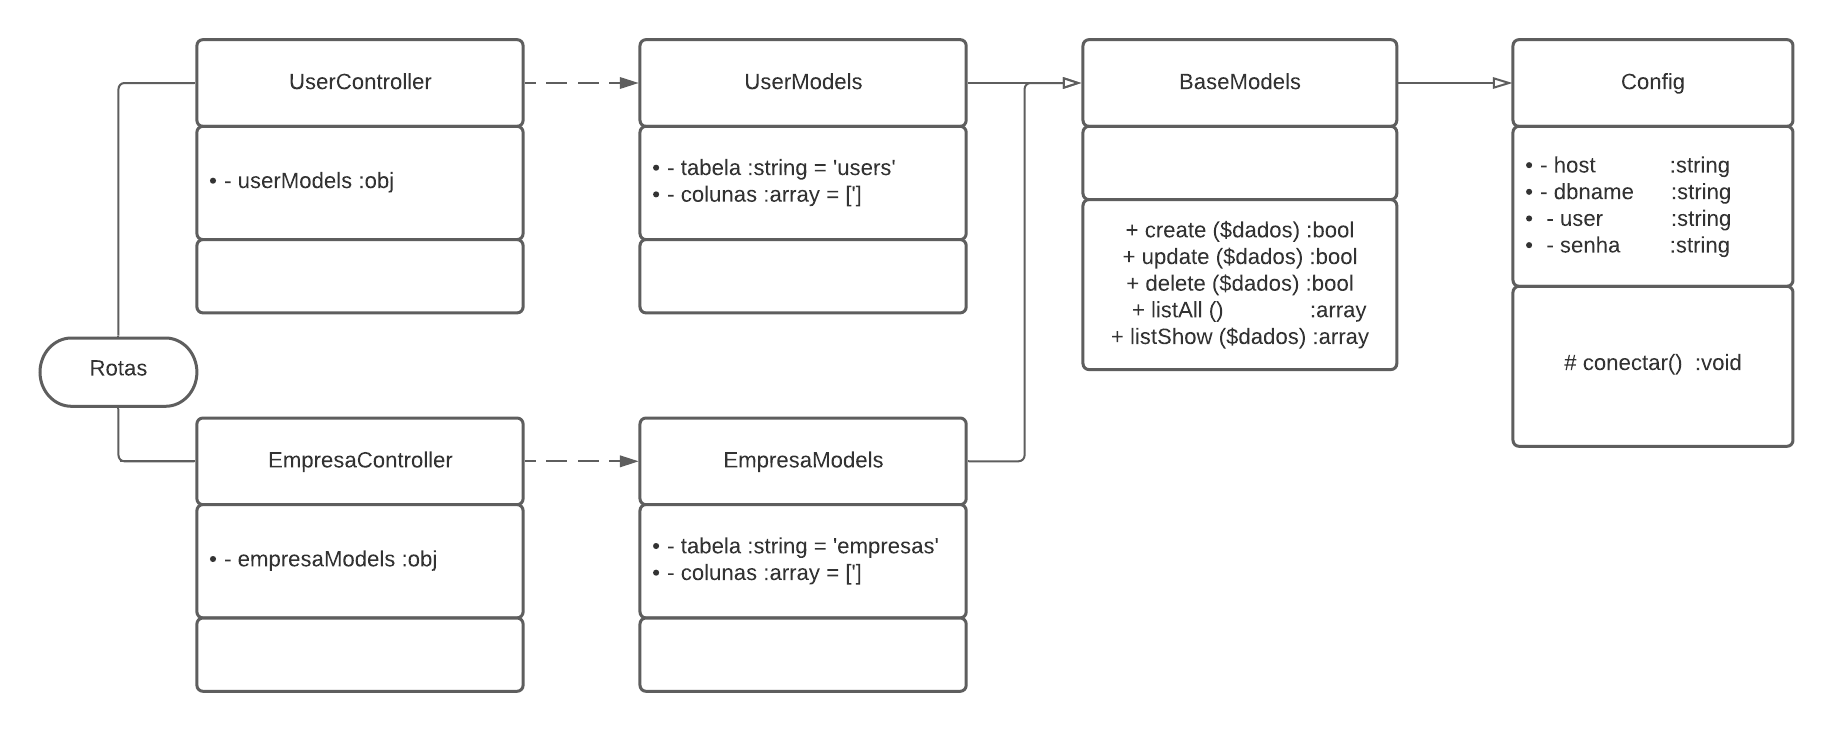 UserController
• - userModels :obj
UserModels
• - tabela :string = 'users'
• - colunas :array = [']
BaseModels
+ create ($dados) :bool
+ update ($dados) :bool
+ delete ($dados) :bool
+ listAll () :array
+ listShow ($dados) :array
Config
• - host :string
• - dbname :string
• - user :string
• - senha :string
# conectar() :void
Rotas
EmpresaController
• - empresaModels :obj
EmpresaModels
• - tabela :string = 'empresas'
• - colunas :array = [']